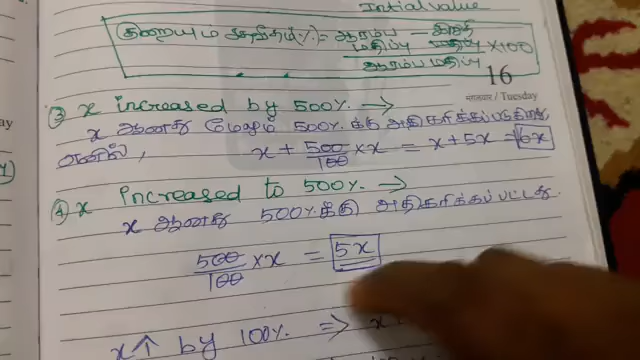 Initial value
குறையும் சதவீதம்(%) = ஆரம்ப மதிப்பு - இறுதி மதிப்பு / ஆரம்ப மதிப்பு × 100
16
मंगलवार / Tuesday
③ x increased by 500% →
x ஆனது மேலும் 500% க்கு அதிகரிக்கப்படுகிறது
எனில், x + 500/100 × x = x + 5x = 6x
④ x increased to 500% →
x ஆனது 500% க்கு அதிகரிக்கப்பட்டது.
500/100 × x = 5x
x ↑ by 100% ⇒ x